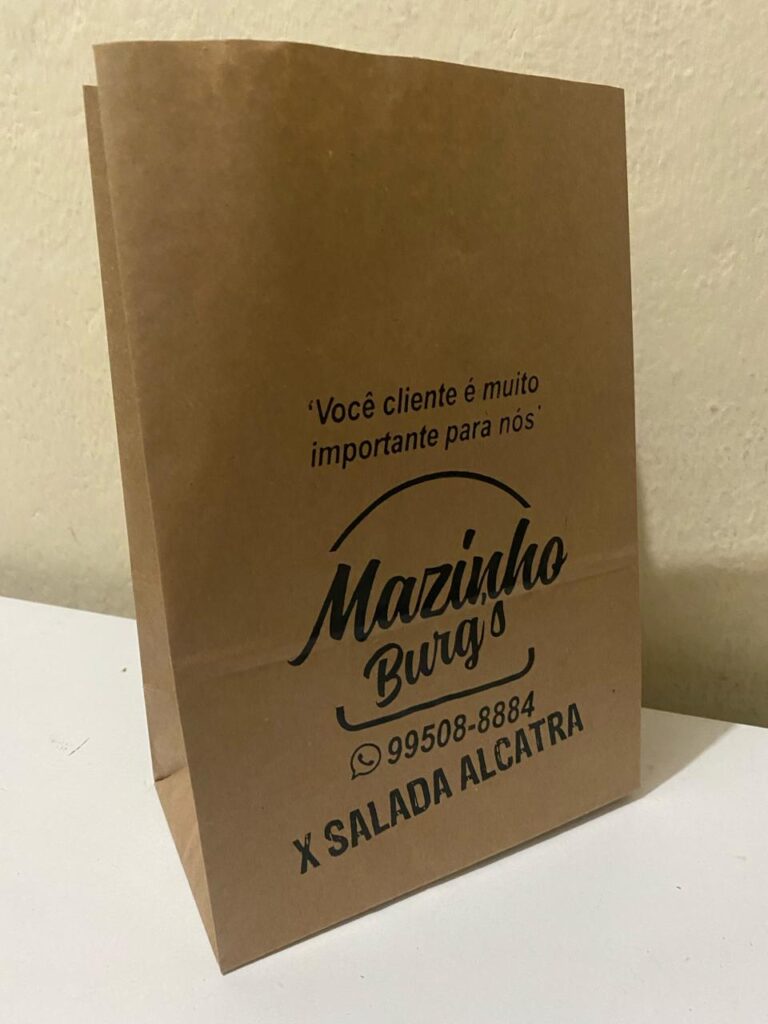 ‘Você cliente é muito
importante para nós’
Mazinho
Burg's
99508-8884
X SALADA ALCATRA